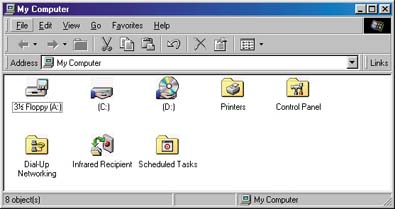 My Computer
File Edit View Go Favorites Help
Address My Computer Links
3½ Floppy (A:) (C:) (D:) Printers Control Panel
Dial-Up Networking Infrared Recipient Scheduled Tasks
8 object(s) My Computer